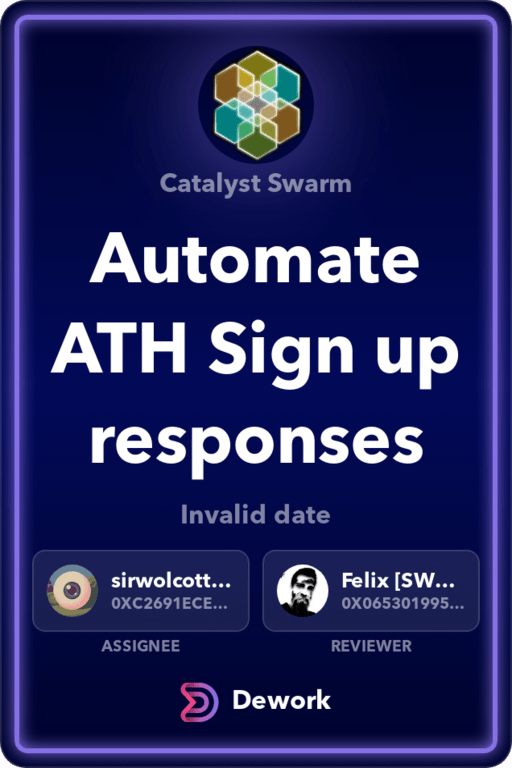 Catalyst Swarm
Automate
ATH Sign up
responses
Invalid date
sirwolcott...
0XC2691ECE...
ASSIGNEE
Felix [SW...
0X065301995...
REVIEWER
Dework